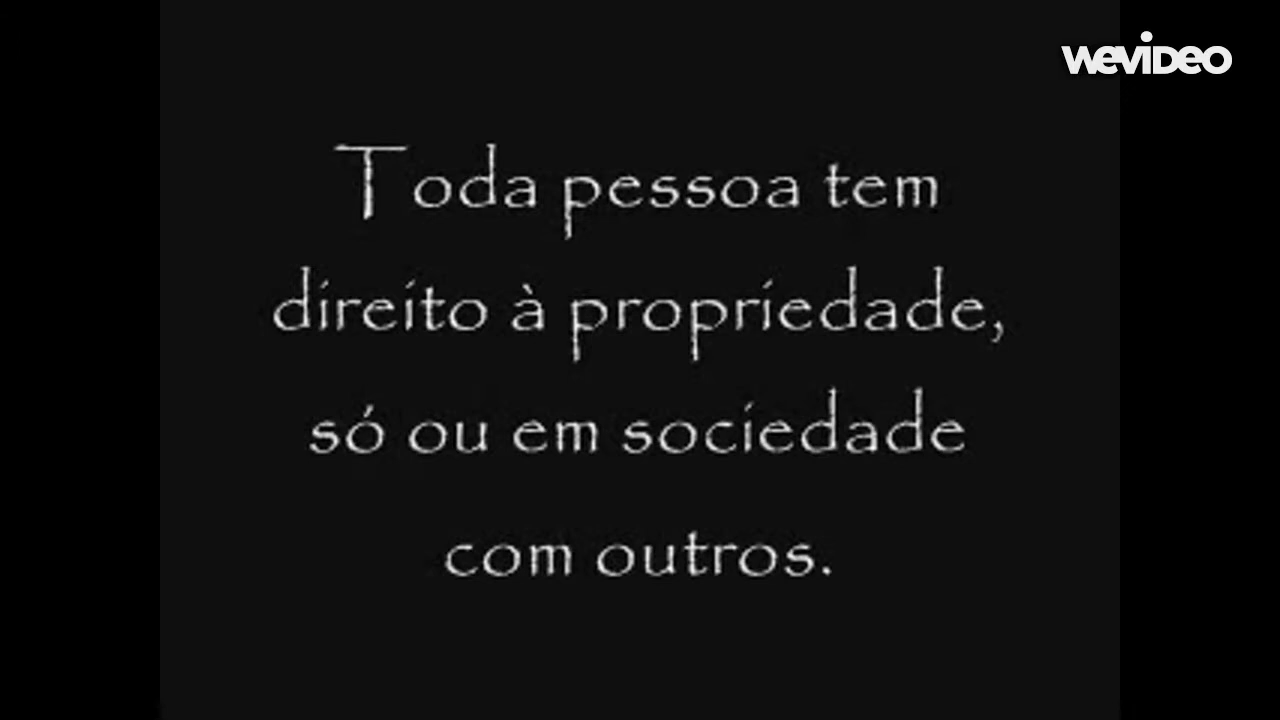 wevideo
Toda pessoa tem
direito à propriedade,
só ou em sociedade
com outros.